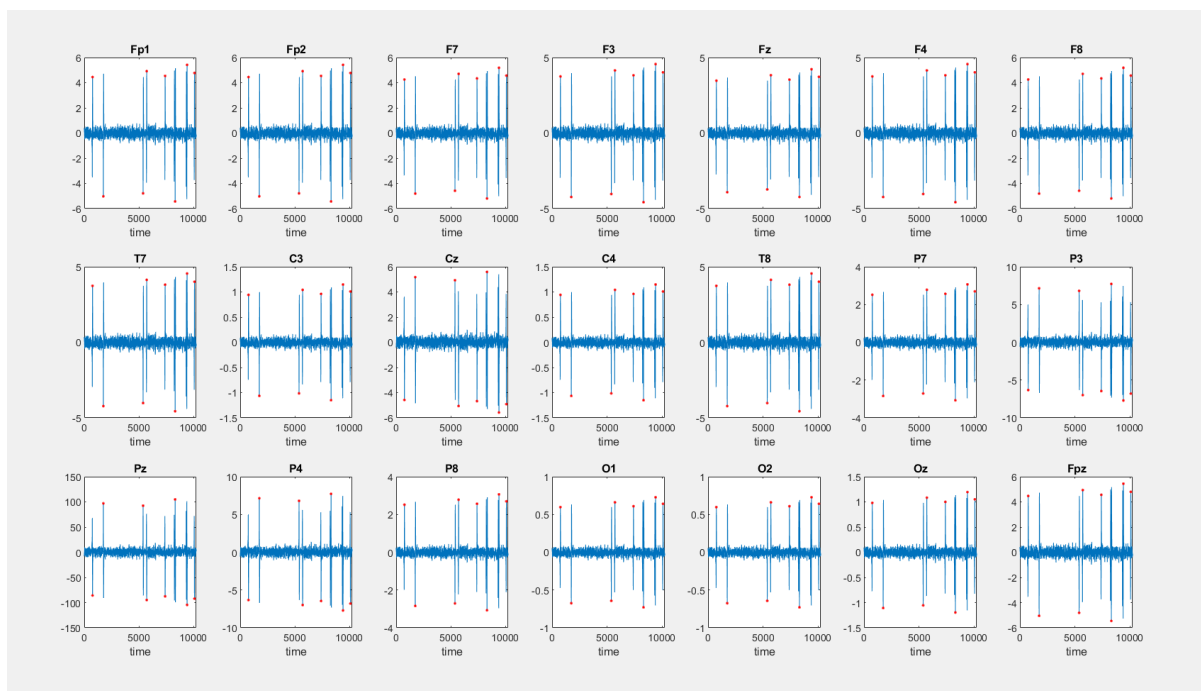 Fp1 Fp2 F7 F3 Fz F4 F8
6 6 6 5 5 5 6
4 4 4 4
2 2 2 2
0 0 0 0 0 0 0
-2 -2 -2 -2
-4 -4 -4 -4
-6 -6 -6 -5 -5 -5 -6
0 5000 10000 0 5000 10000 0 5000 10000 0 5000 10000 0 5000 10000 0 5000 10000 0 5000 10000
time time time time time time time
T7 C3 Cz C4 T8 P7 P3
5 1.5 6 1.5 5 4 10
1 4 1 2 5
0.5 2 0.5
0 0 0 0 0 0 0
-0.5 -2 -0.5
-1 -4 -1 -2 -5
-5 -1.5 -6 -1.5 -5 -4 -10
0 5000 10000 0 5000 10000 0 5000 10000 0 5000 10000 0 5000 10000 0 5000 10000 0 5000 10000
time time time time time time time
Pz P4 P8 O1 O2 Oz Fpz
150 10 4 1 1 1.5 6
100 5 2 0.5 0.5 1 4
50 0.5 2
0 0 0 0 0 0 0
-50 -0.5 -2
-100 -5 -2 -0.5 -0.5 -1 -4
-150 -10 -4 -1 -1 -1.5 -6
0 5000 10000 0 5000 10000 0 5000 10000 0 5000 10000 0 5000 10000 0 5000 10000 0 5000 10000
time time time time time time time